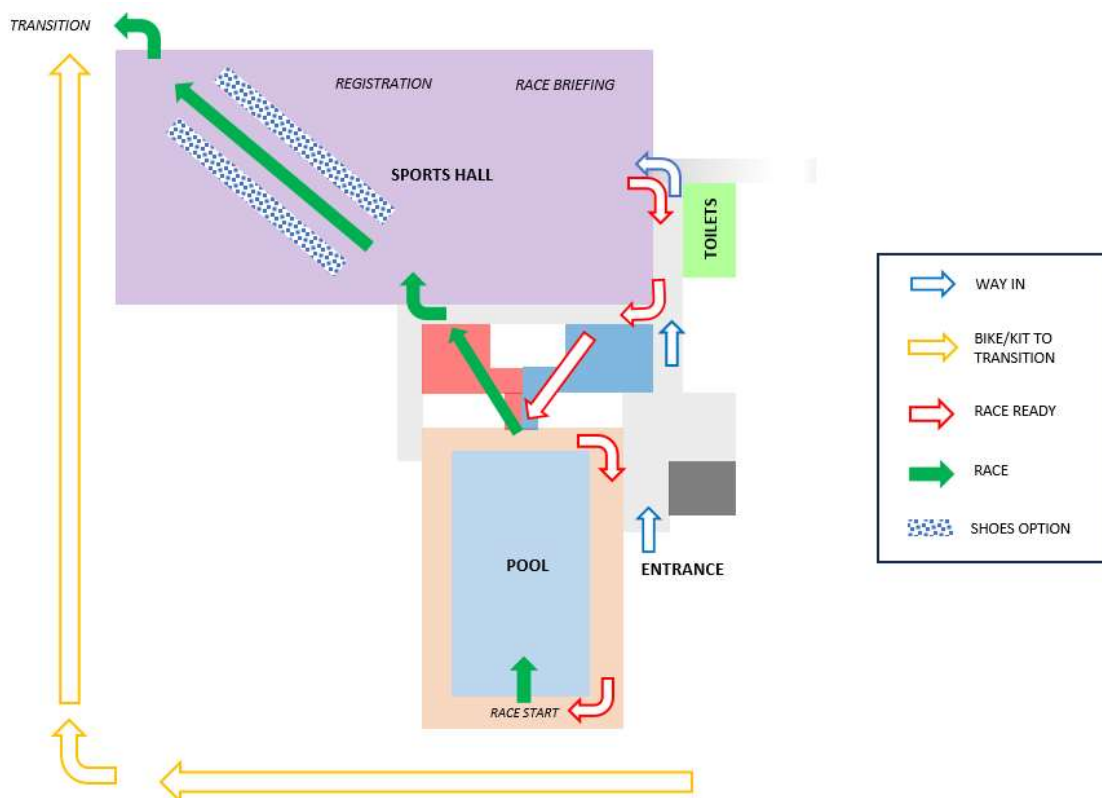 TRANSITION
REGISTRATION
RACE BRIEFING
SPORTS HALL
TOILETS
WAY IN
BIKE/KIT TO
TRANSITION
RACE READY
RACE
SHOES OPTION
POOL
ENTRANCE
RACE START